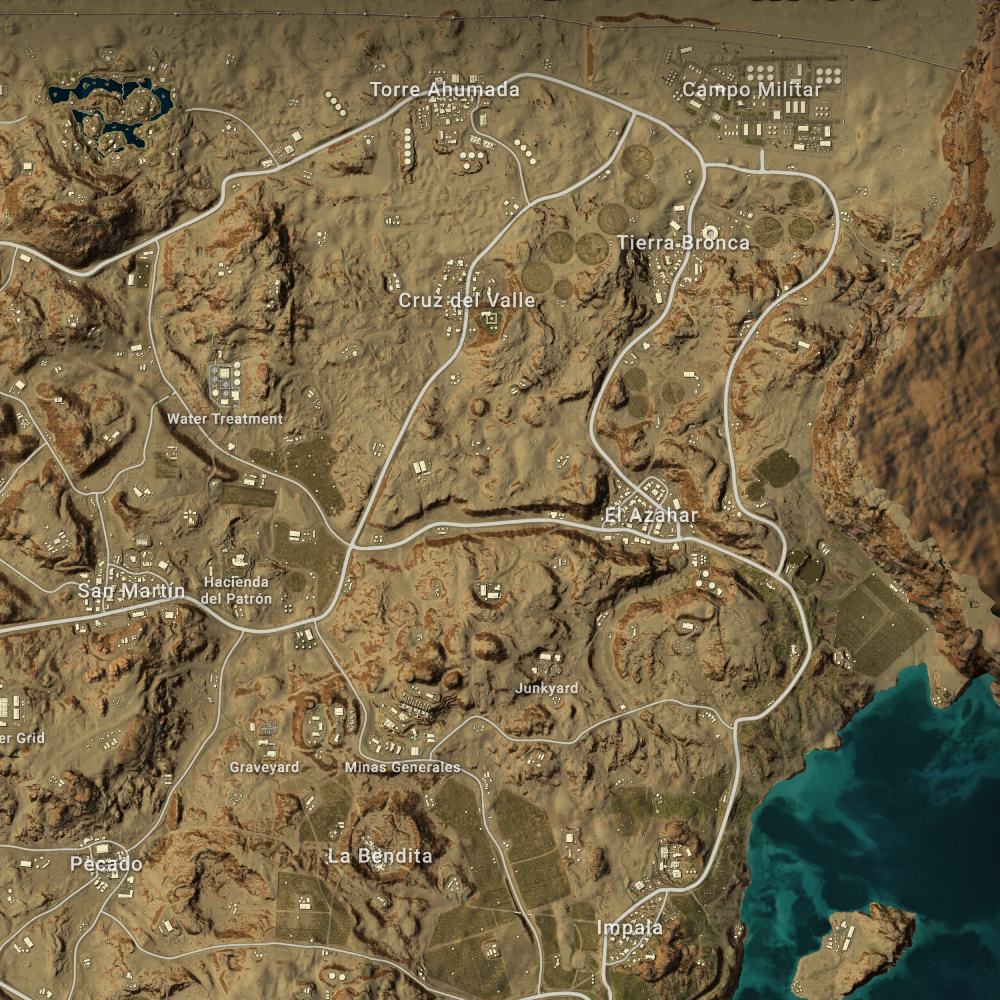 Torre Ahumada
Campo Militar
Tierra Bronca
Cruz del Valle
Water Treatment
El Azahar
San Martín
Hacienda
del Patrón
Junkyard
er Grid
Graveyard
Minas Generales
La Bendita
Pecado
Impala